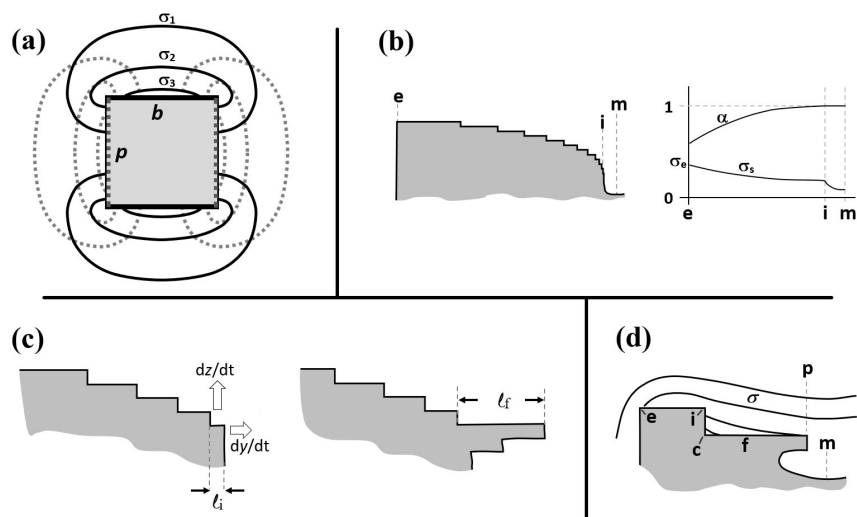 (a)
σ1
σ2
σ3
b
p
(b)
e
i
m
1
α
σe
σs
0
e
i
m
(c)
dz/dt
dy/dt
ℓi
ℓf
(d)
p
σ
e
i
c
f
m